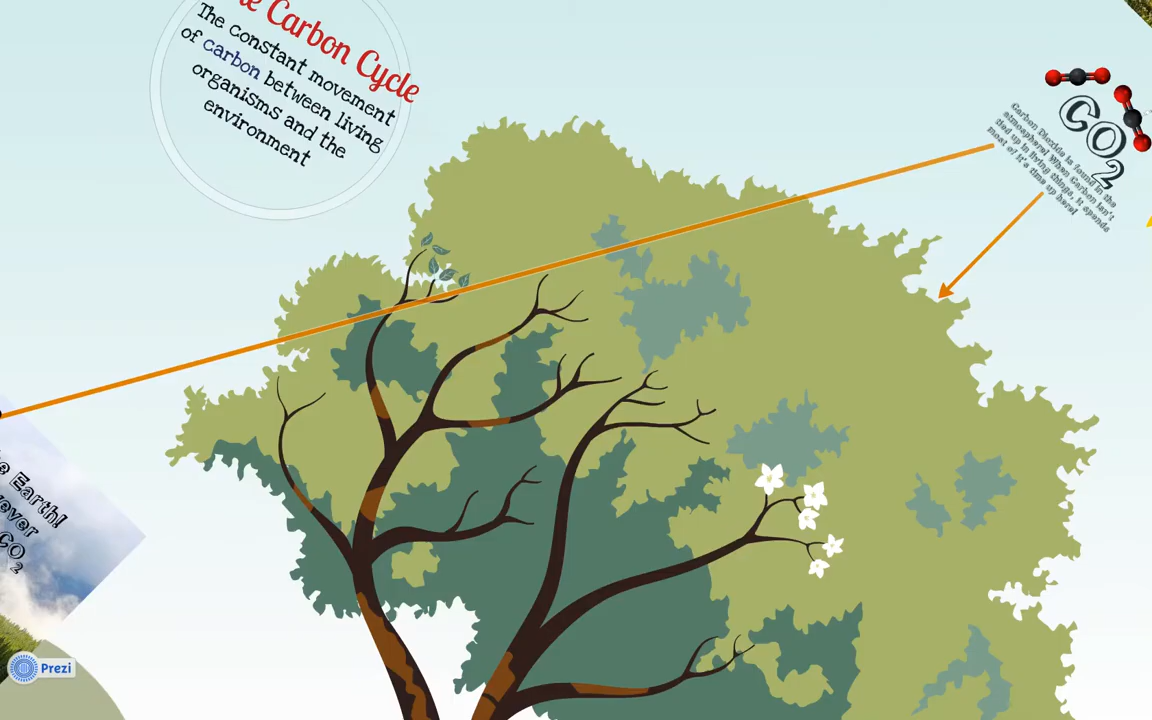 e Carbon Cycle
The constant movement
of carbon between living
organisms and the
environment
CO2
Carbon Dioxide is found in the
atmosphere! When Carbon isn't
tied up in living things, it spends
most of it's time up here!
e Earth!
ever
CO2
Prezi